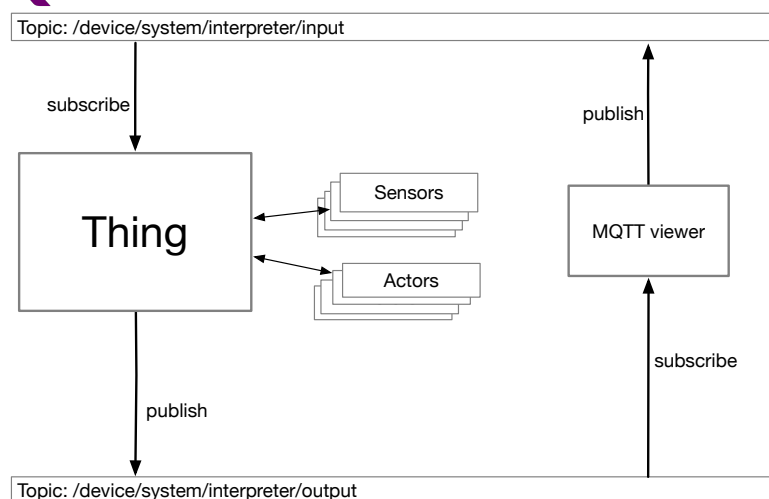 Topic: /device/system/interpreter/input
subscribe
publish
Thing
Sensors
MQTT viewer
Actors
subscribe
publish
Topic: /device/system/interpreter/output